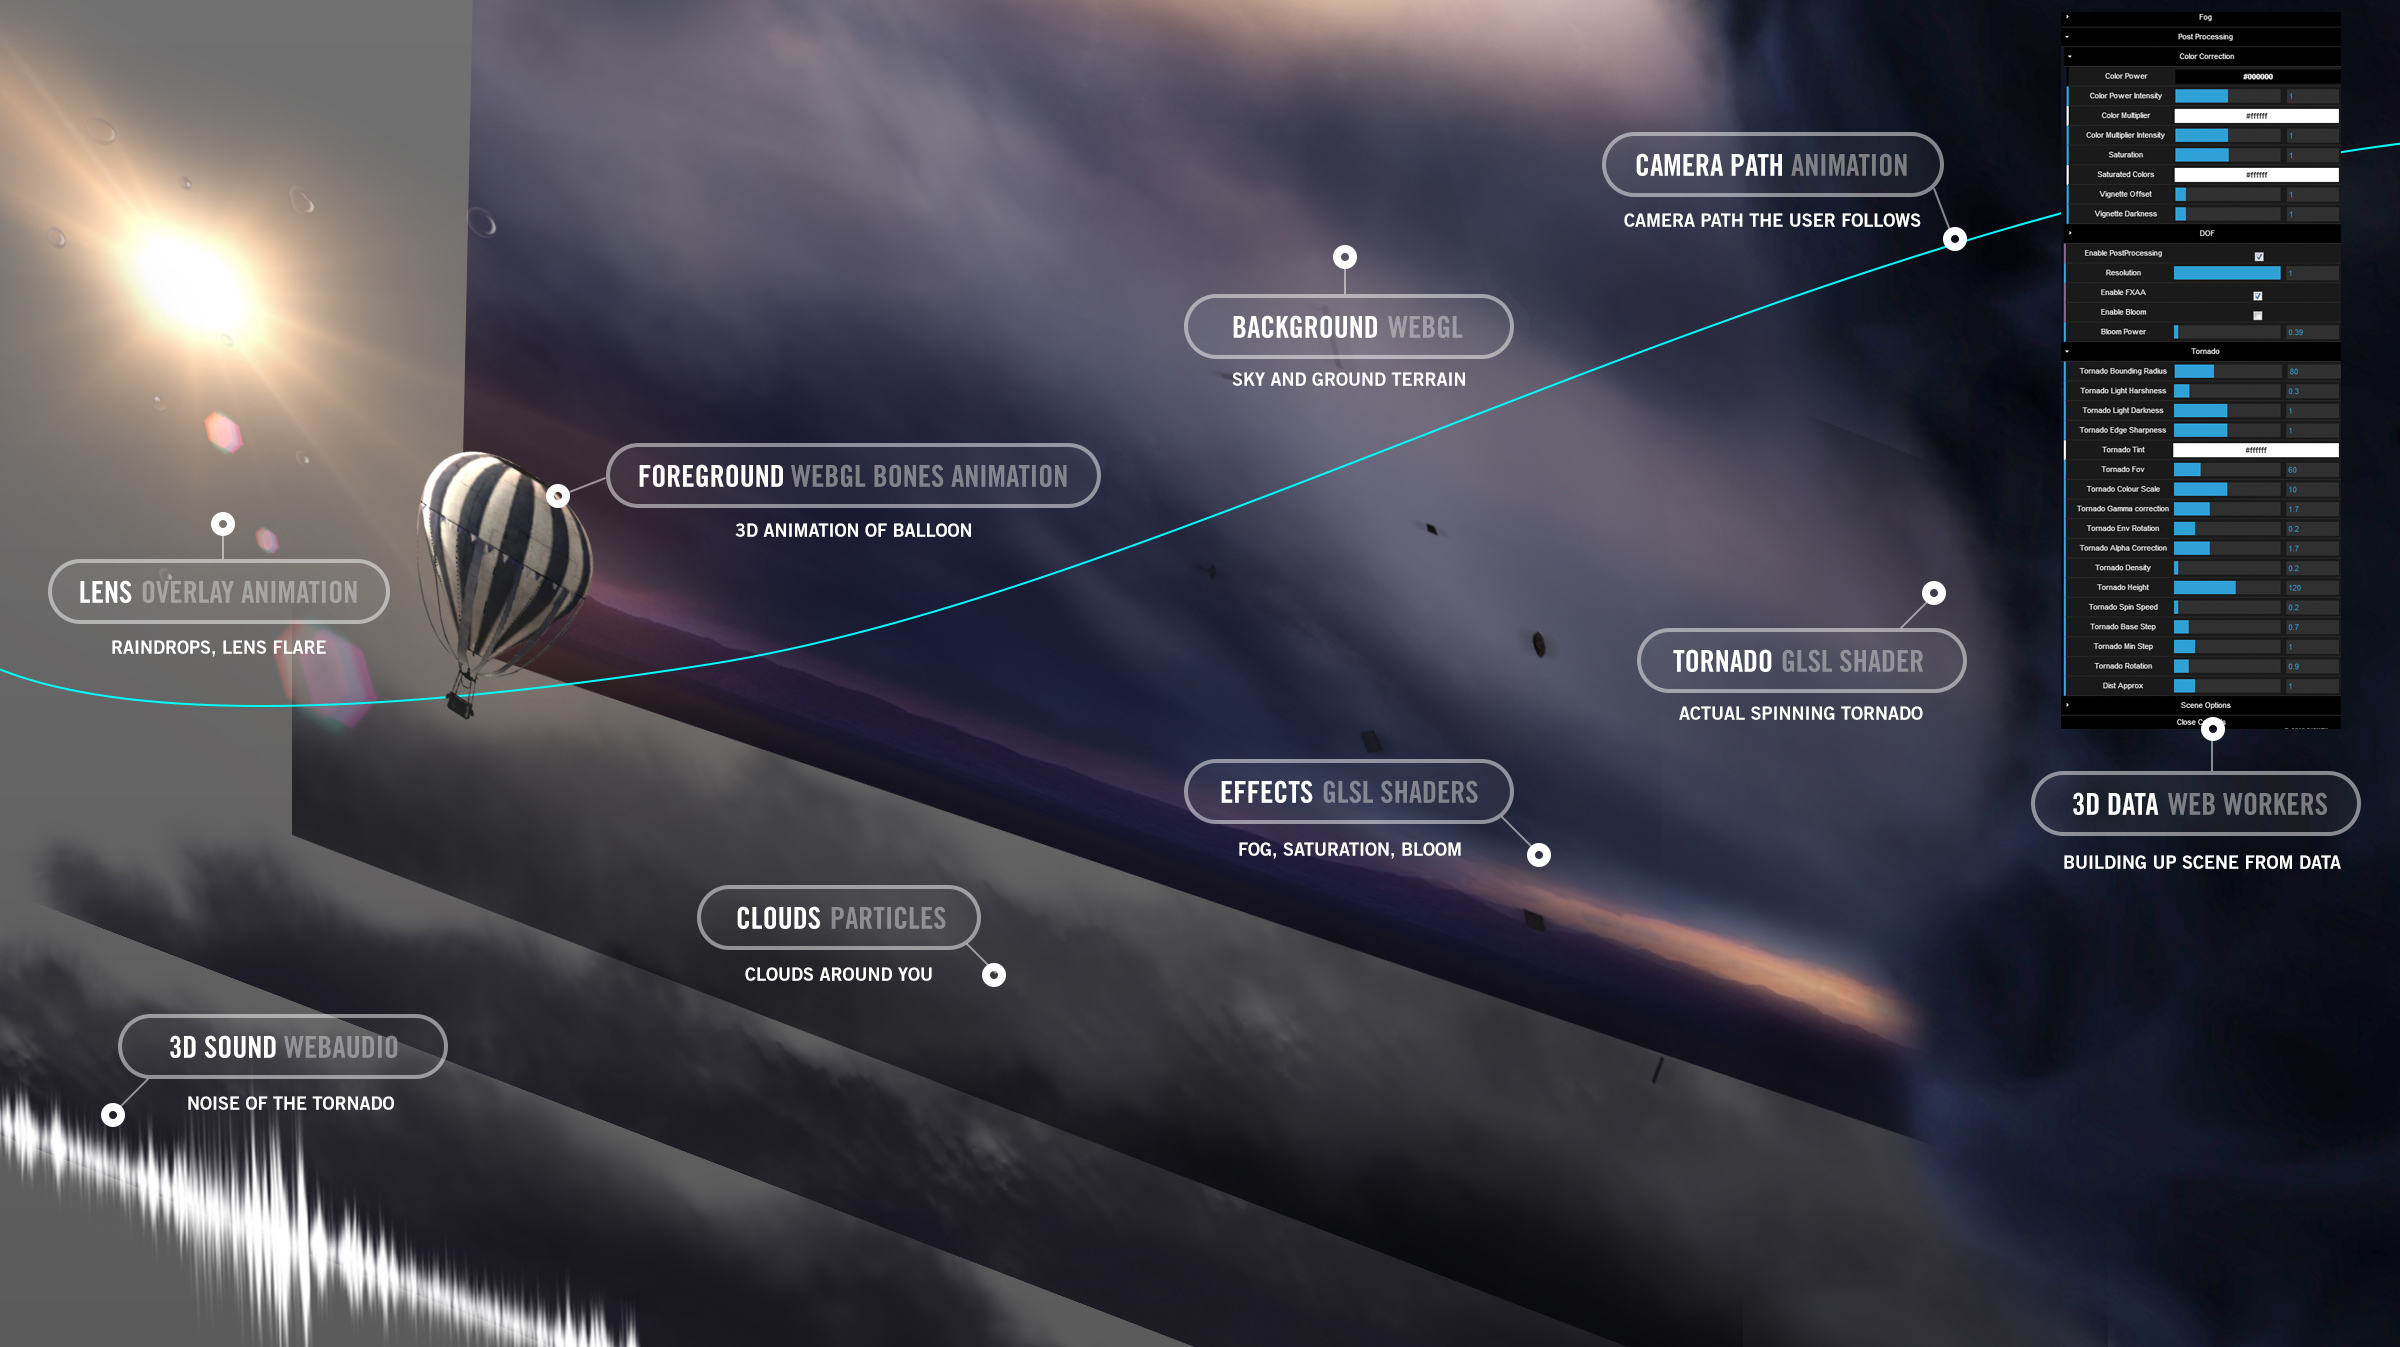 CAMERA PATH ANIMATION
CAMERA PATH THE USER FOLLOWS
BACKGROUND WEBGL
SKY AND GROUND TERRAIN
FOREGROUND WEBGL BONES ANIMATION
3D ANIMATION OF BALLOON
LENS OVERLAY ANIMATION
RAINDROPS, LENS FLARE
TORNADO GLSL SHADER
ACTUAL SPINNING TORNADO
EFFECTS GLSL SHADERS
FOG, SATURATION, BLOOM
CLOUDS PARTICLES
CLOUDS AROUND YOU
3D SOUND WEBAUDIO
NOISE OF THE TORNADO
Fog
Post Processing
Color Correction
Color Power #000000
Color Power Intensity 1
Color Multiplier #ffffff
Color Multiplier Intensity 1
Saturation 1
Saturated Colors #ffffff
Vignette Offset 1
Vignette Darkness 1
DOF
Enable PostProcessing
Resolution 1
Enable FXAA
Enable Bloom
Bloom Power 0.39
Tornado
Tornado Bounding Radius 80
Tornado Light Harshness 0.3
Tornado Light Darkness 1
Tornado Edge Sharpness 1
Tornado Tint #ffffff
Tornado Fov 60
Tornado Colour Scale 10
Tornado Gamma correction 1.7
Tornado Env Rotation 0.2
Tornado Alpha Correction 1.7
Tornado Density 0.2
Tornado Height 120
Tornado Spin Speed 0.2
Tornado Base Step 0.7
Tornado Min Step 1
Tornado Rotation 0.9
Dist Approx 1
Scene Options
Close
3D DATA WEB WORKERS
BUILDING UP SCENE FROM DATA